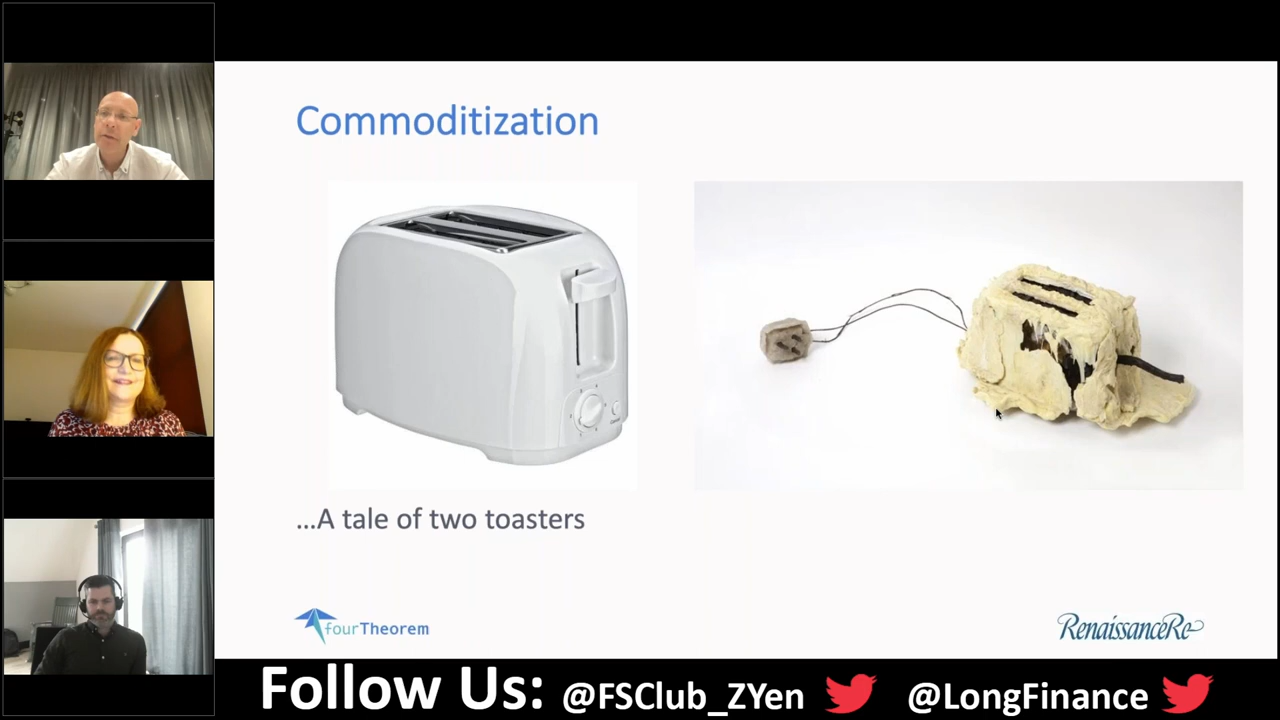 Commoditization
...A tale of two toasters
fourTheorem
RenaissanceRe
Follow Us: @FSClub_ZYen @LongFinance